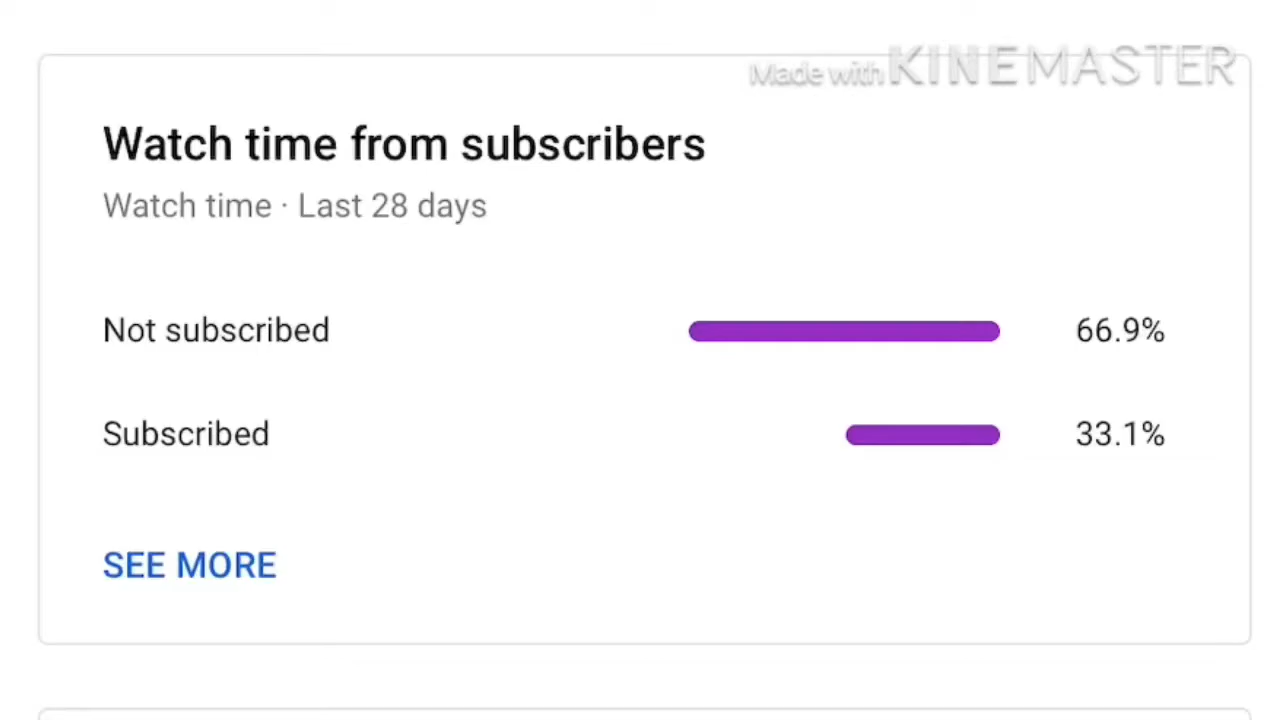 Made with KINEMASTER
Watch time from subscribers
Watch time · Last 28 days
Not subscribed 66.9%
Subscribed 33.1%
SEE MORE